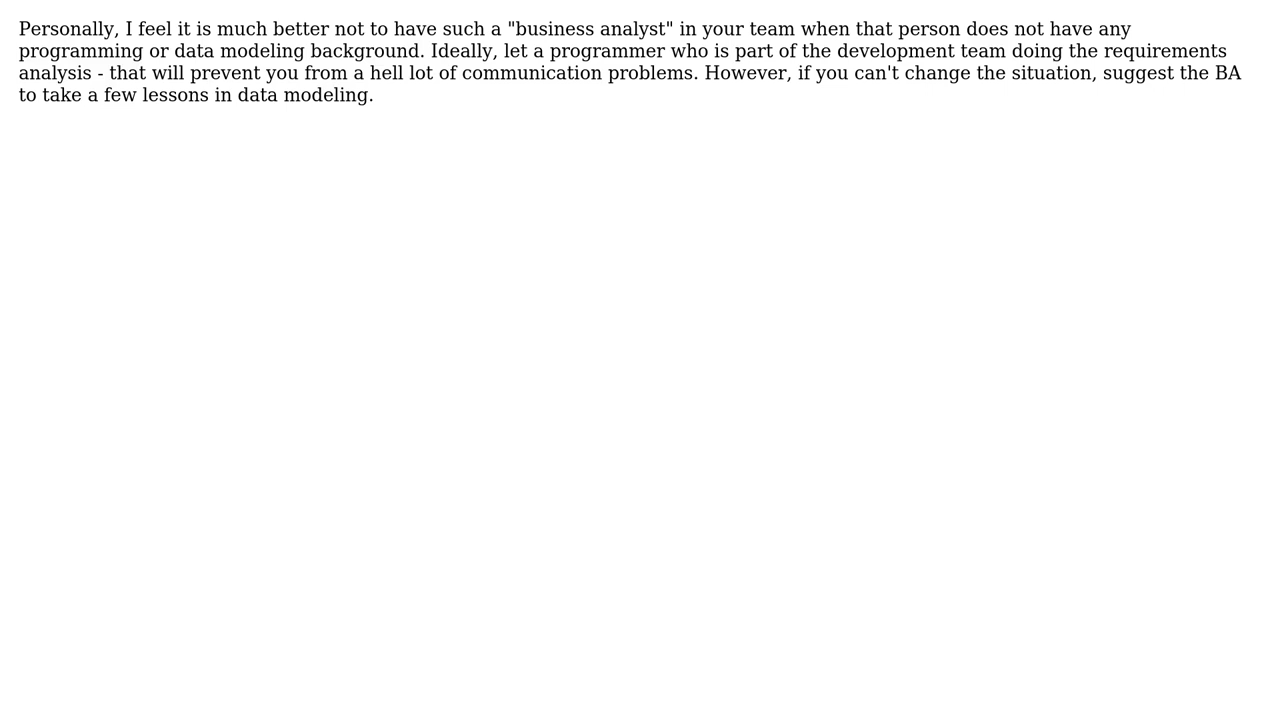 Personally, I feel it is much better not to have such a "business analyst" in your team when that person does not have any
programming or data modeling background. Ideally, let a programmer who is part of the development team doing the requirements
analysis - that will prevent you from a hell lot of communication problems. However, if you can't change the situation, suggest the BA
to take a few lessons in data modeling.